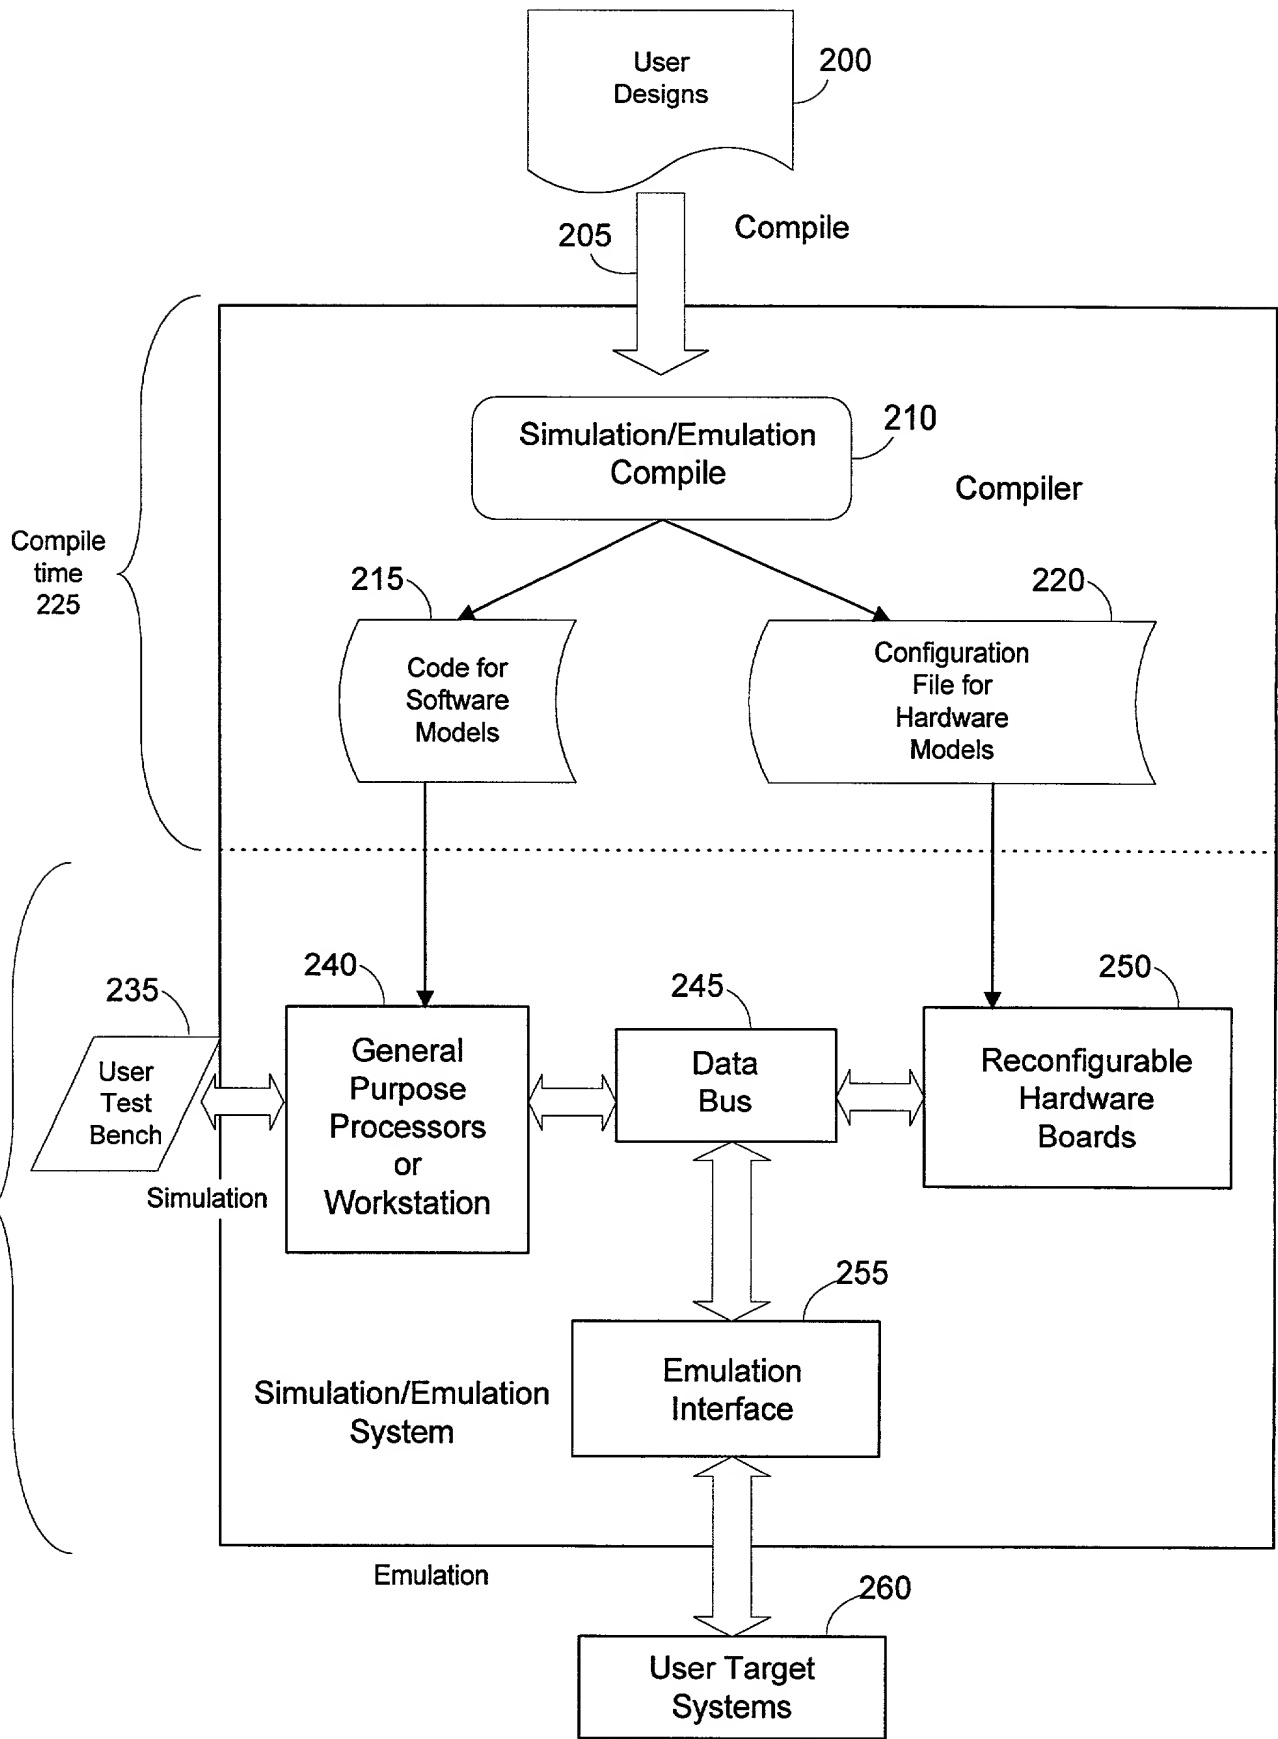 User
Designs
200
205
Compile
Simulation/Emulation
Compile
210
Compiler
Compile
time
225
215
220
Code for
Software
Models
Configuration
File for
Hardware
Models
235
240
245
250
User
Test
Bench
General
Purpose
Processors
or
Workstation
Data
Bus
Reconfigurable
Hardware
Boards
Simulation
255
Emulation
Interface
Simulation/Emulation
System
Emulation
260
User Target
Systems